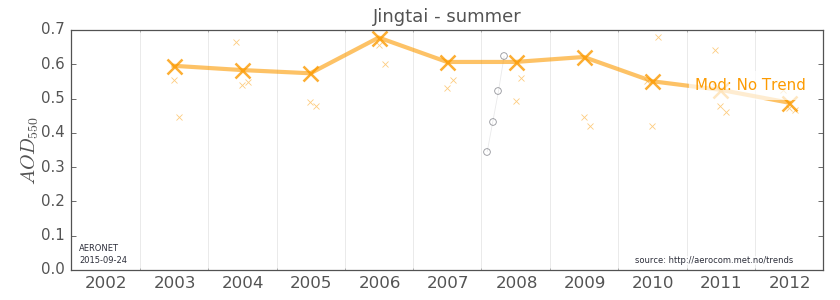 Jingtai - summer
0.7
0.6
0.5
0.4
0.3
0.2
0.1
0.0
AOD550
Mod: No Trend
AERONET
2015-09-24
source: http://aerocom.met.no/trends
2002 2003 2004 2005 2006 2007 2008 2009 2010 2011 2012